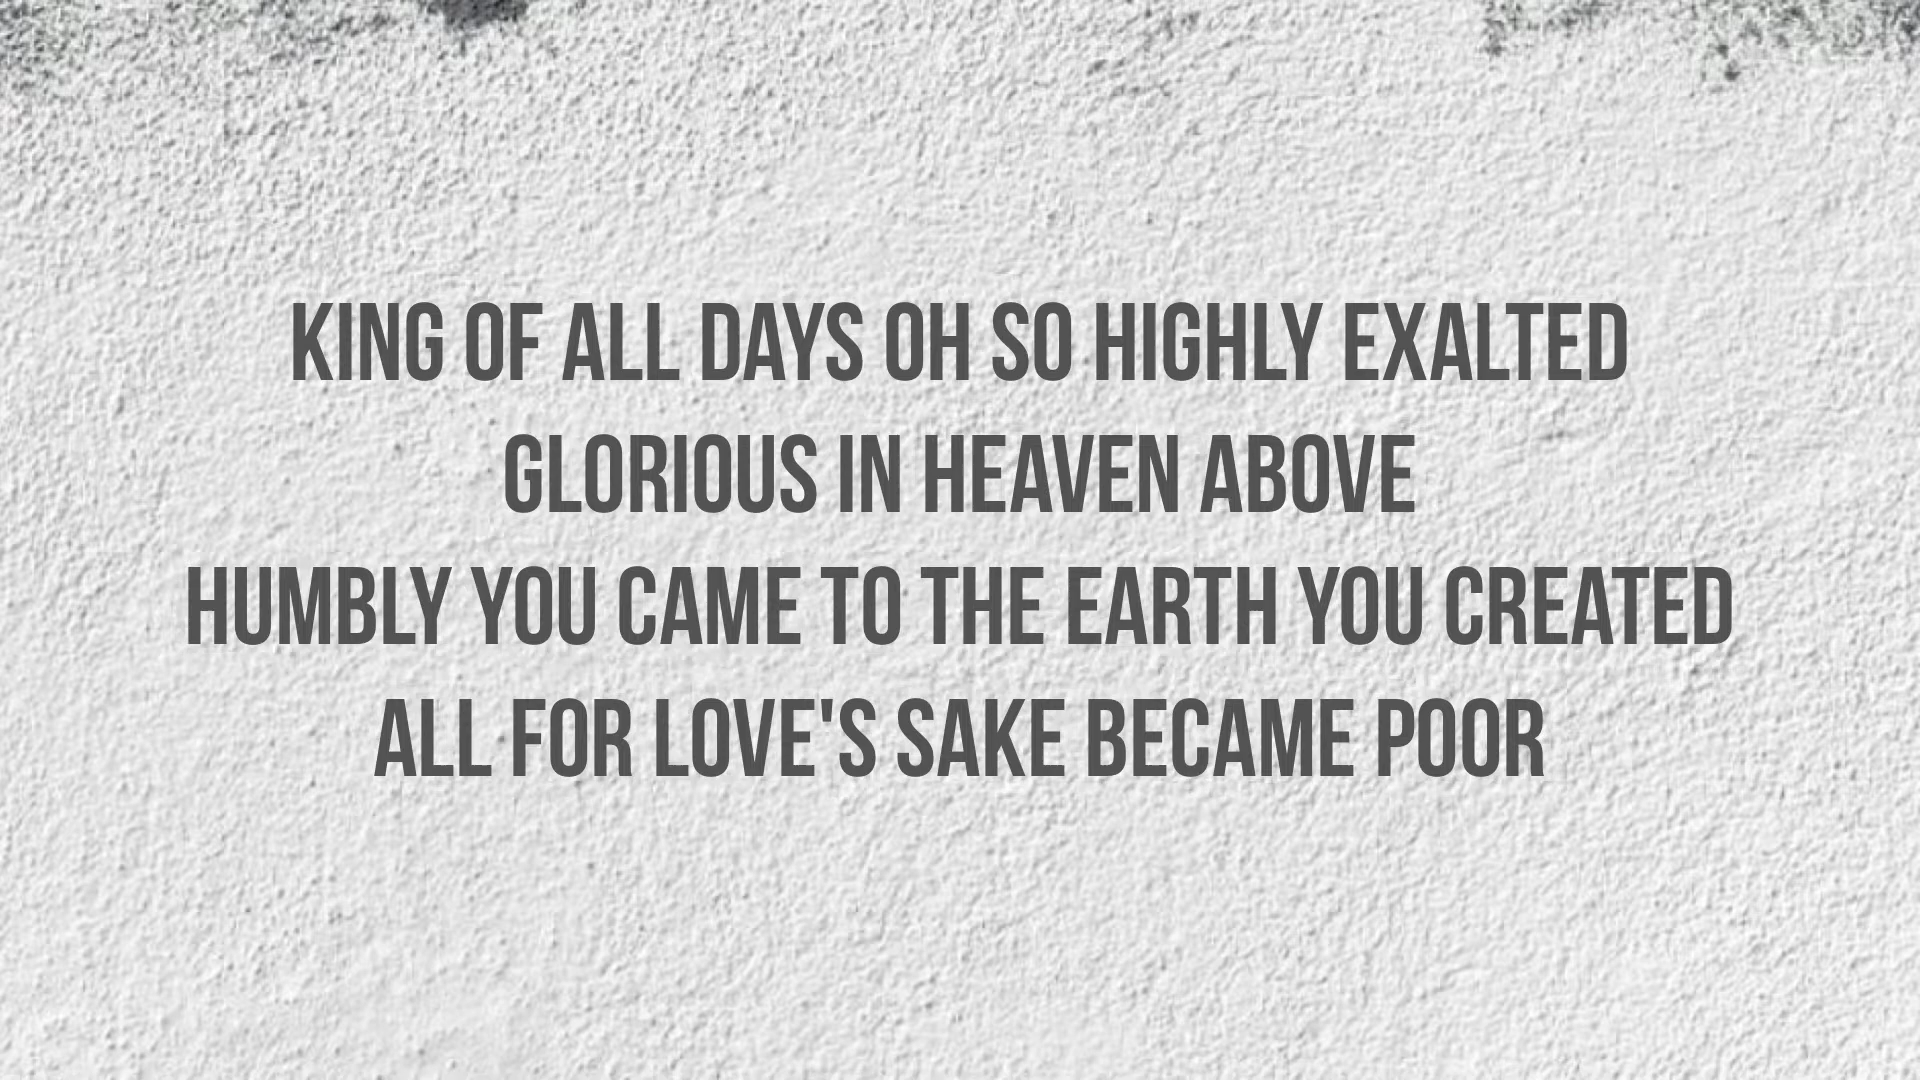 KING OF ALL DAYS OH SO HIGHLY EXALTED
GLORIOUS IN HEAVEN ABOVE
HUMBLY YOU CAME TO THE EARTH YOU CREATED
ALL FOR LOVE'S SAKE BECAME POOR